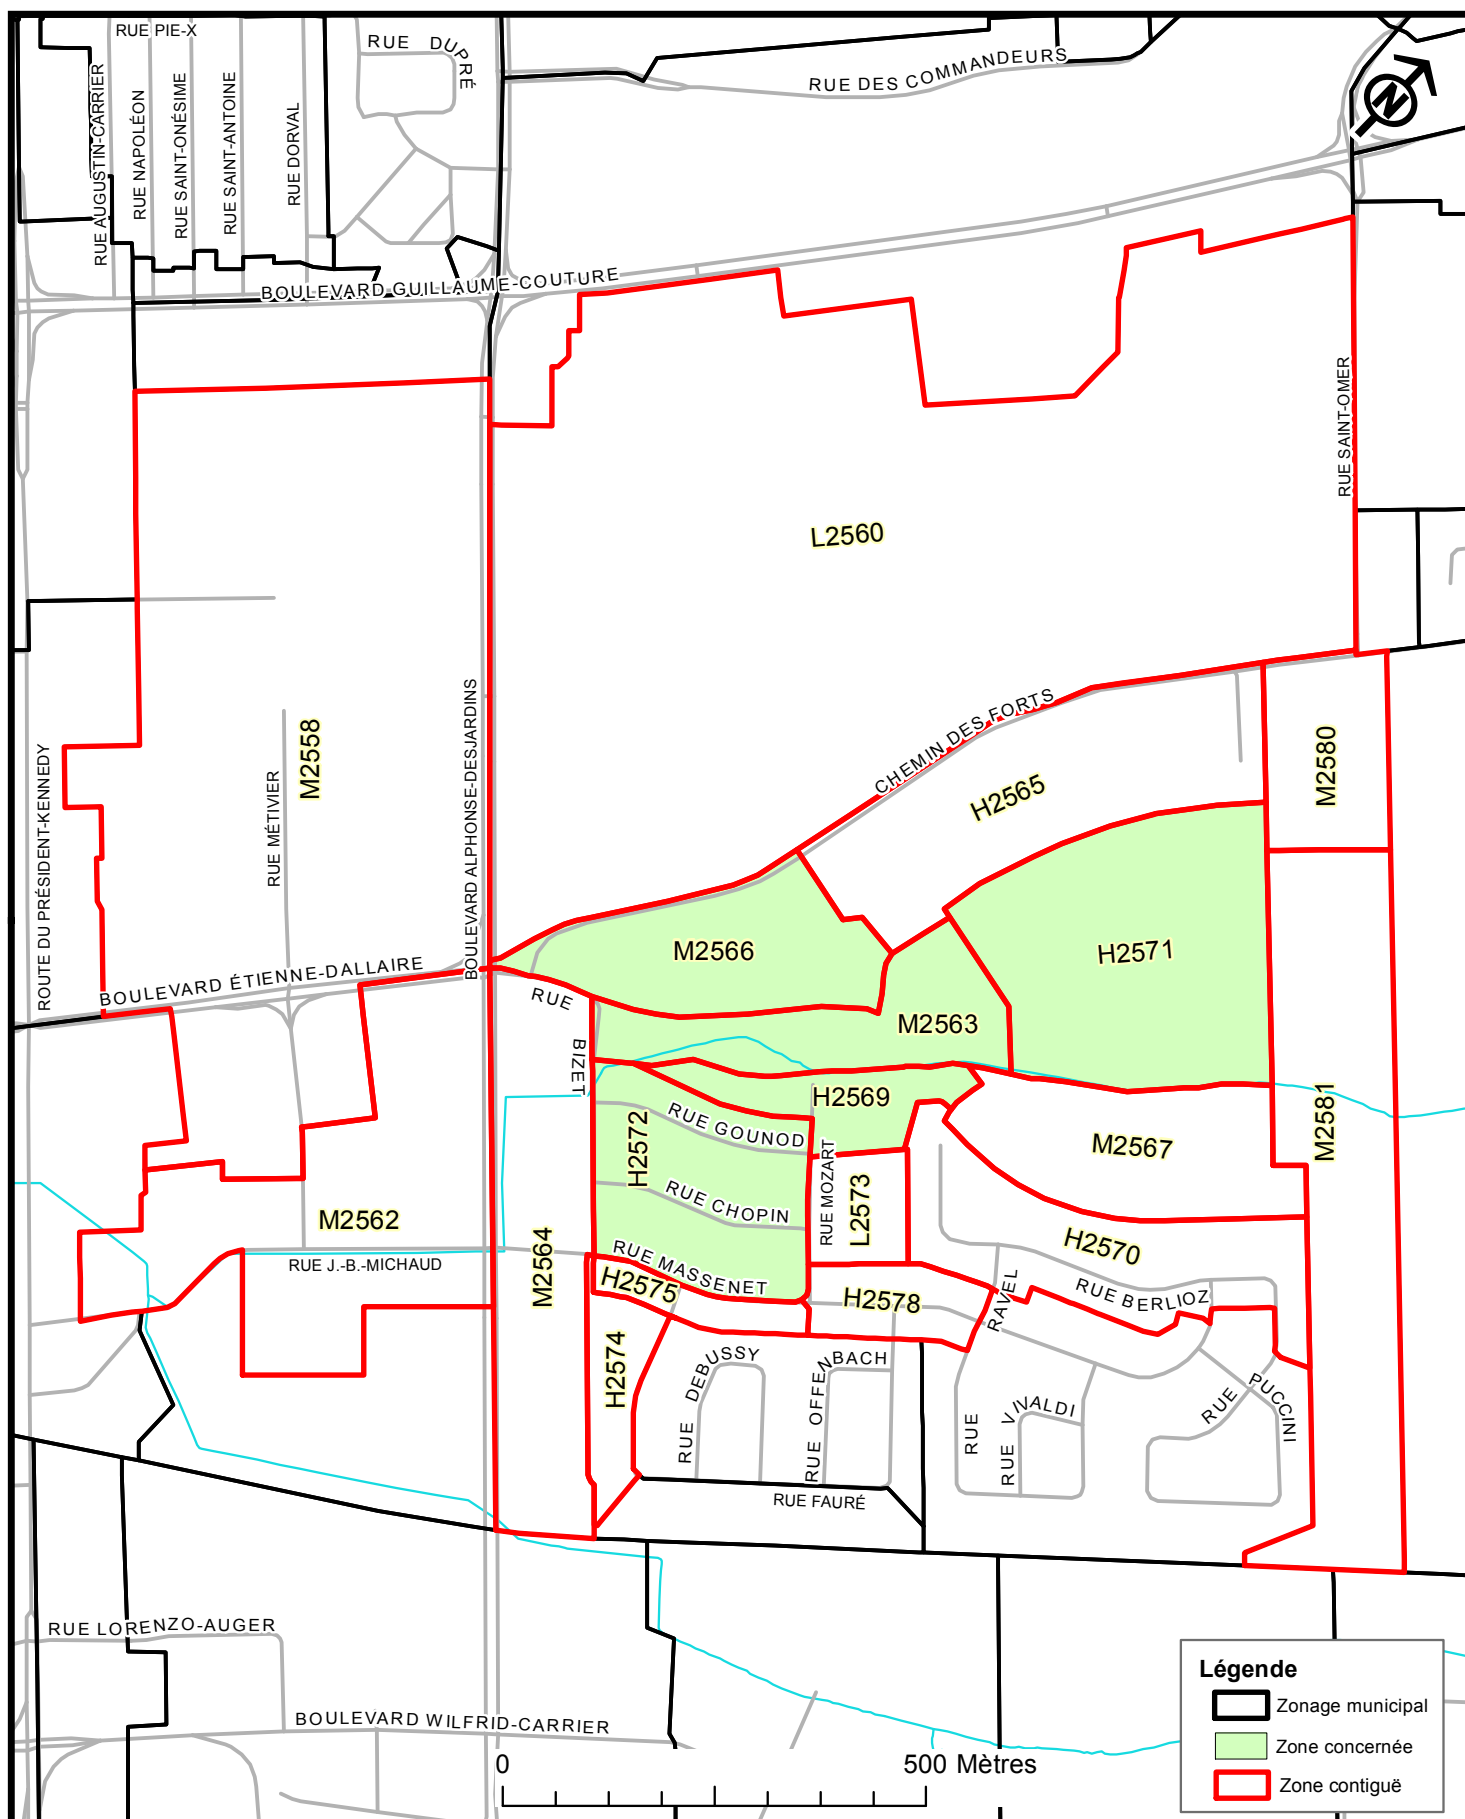 RUE PIE-X
RUE DUPRÉ
RUE DES COMMANDEURS
N
RUE AUGUSTIN-CARRIER
RUE NAPOLÉON
RUE SAINT-ONÉSIME
RUE SAINT-ANTOINE
RUE DORVAL
BOULEVARD GUILLAUME-COUTURE
RUE SAINT-OMER
L2560
BOULEVARD ALPHONSE-DESJARDINS
CHEMIN DES FORTS
M2558
RUE MÉTIVIER
ROUTE DU PRÉSIDENT-KENNEDY
H2565
M2580
M2566
H2571
BOULEVARD ÉTIENNE-DALLAIRE
RUE BIZET
M2563
H2569
H2572
RUE GOUNOD
M2567
M2581
RUE MOZART
L2573
RUE CHOPIN
M2562
RUE J.-B.-MICHAUD
M2564
RUE MASSENET
H2575
H2578
H2570
RUE BERLIOZ
RUE RAVEL
H2574
RUE DEBUSSY
RUE OFFENBACH
RUE VIVALDI
RUE PUCCINI
RUE FAURÉ
RUE LORENZO-AUGER
BOULEVARD WILFRID-CARRIER
0 500 Mètres
Légende
Zonage municipal
Zone concernée
Zone contiguë